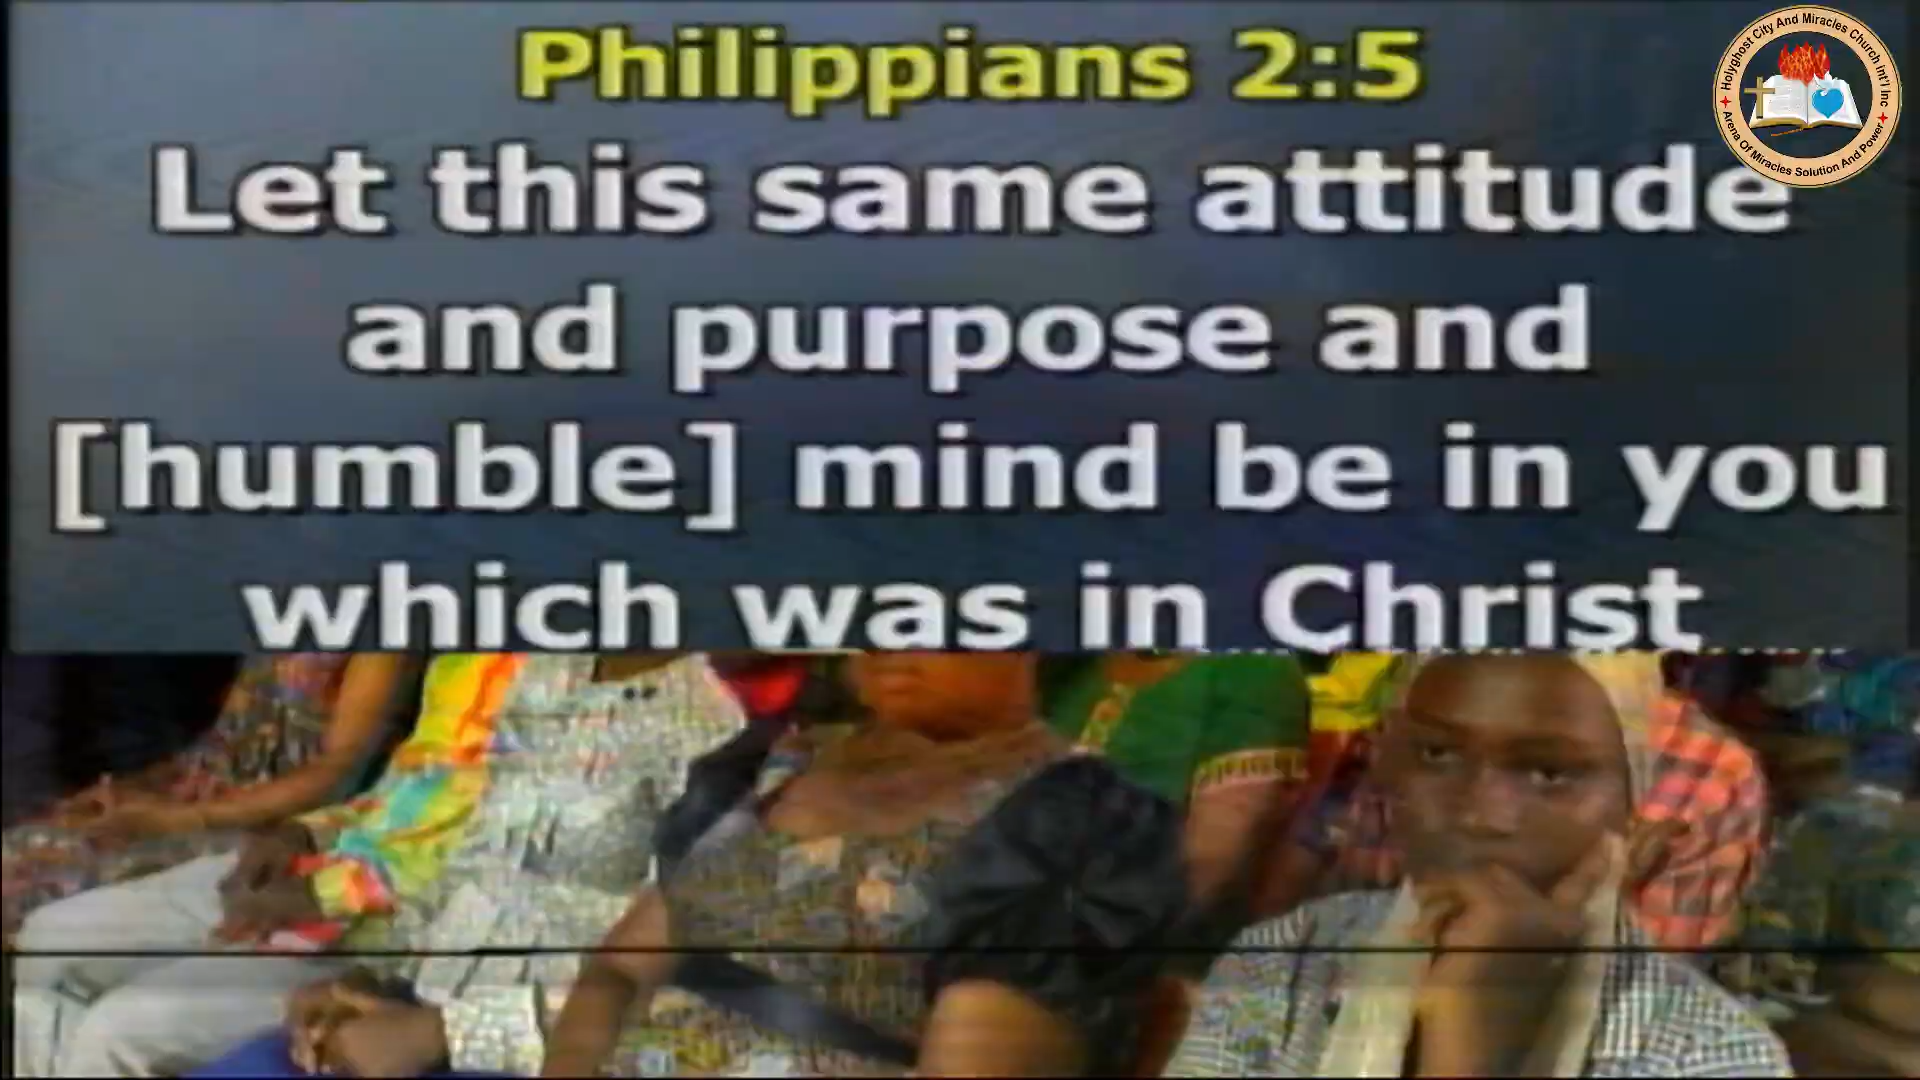 Philippians 2:5
Let this same attitude
and purpose and
[humble] mind be in you
which was in Christ
Holyghost City And Miracles Church Int'l Inc
Arena Of Miracles Solution And Power